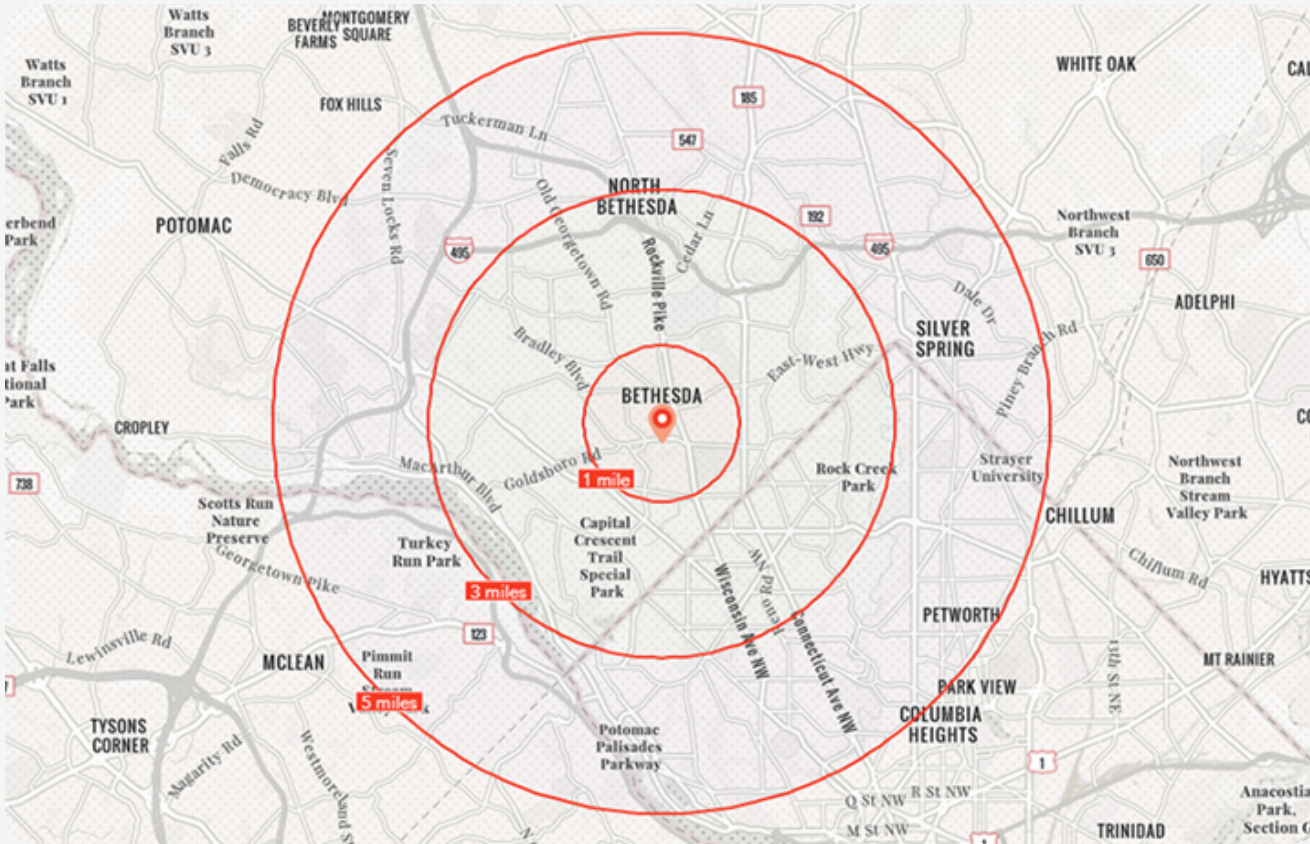 Watts
Branch
SVU 3
BEVERLY
FARMS
MONTGOMERY
SQUARE
WHITE OAK
Watts
Branch
SVU 1
FOX HILLS
185
Tuckerman Ln
547
Falls Rd
Seven Locks Rd
Democracy Blvd
Old Georgetown Rd
NORTH
BETHESDA
192
Cedar Ln
Northwest
Branch
SVU 3
POTOMAC
Park
495
495
650
Rockville Pike
Dale Dr
ADELPHI
SILVER
SPRING
Piney Branch Rd
East-West Hwy
Bradley Blvd
Falls
Park
BETHESDA
CROPLEY
Goldsboro Rd
MacArthur Blvd
1 mile
Rock Creek
Park
Strayer
University
Northwest
Branch
Stream
Valley Park
738
Scotts Run
Nature
Preserve
CHILLUM
Capital
Crescent
Trail
Special
Park
Turkey
Run Park
Georgetown Pike
Chillum Rd
3 miles
Wisconsin Ave NW
Reno Rd NW
Connecticut Ave NW
PETWORTH
123
Lewinsville Rd
MCLEAN
Pimmit
Run
5 miles
13th St NE
MT RAINIER
PARK VIEW
COLUMBIA
HEIGHTS
TYSONS
CORNER
Magarity Rd
Potomac
Palisades
Parkway
1
Q St NW
R St NW
M St NW
1
TRINIDAD
Park,
Section